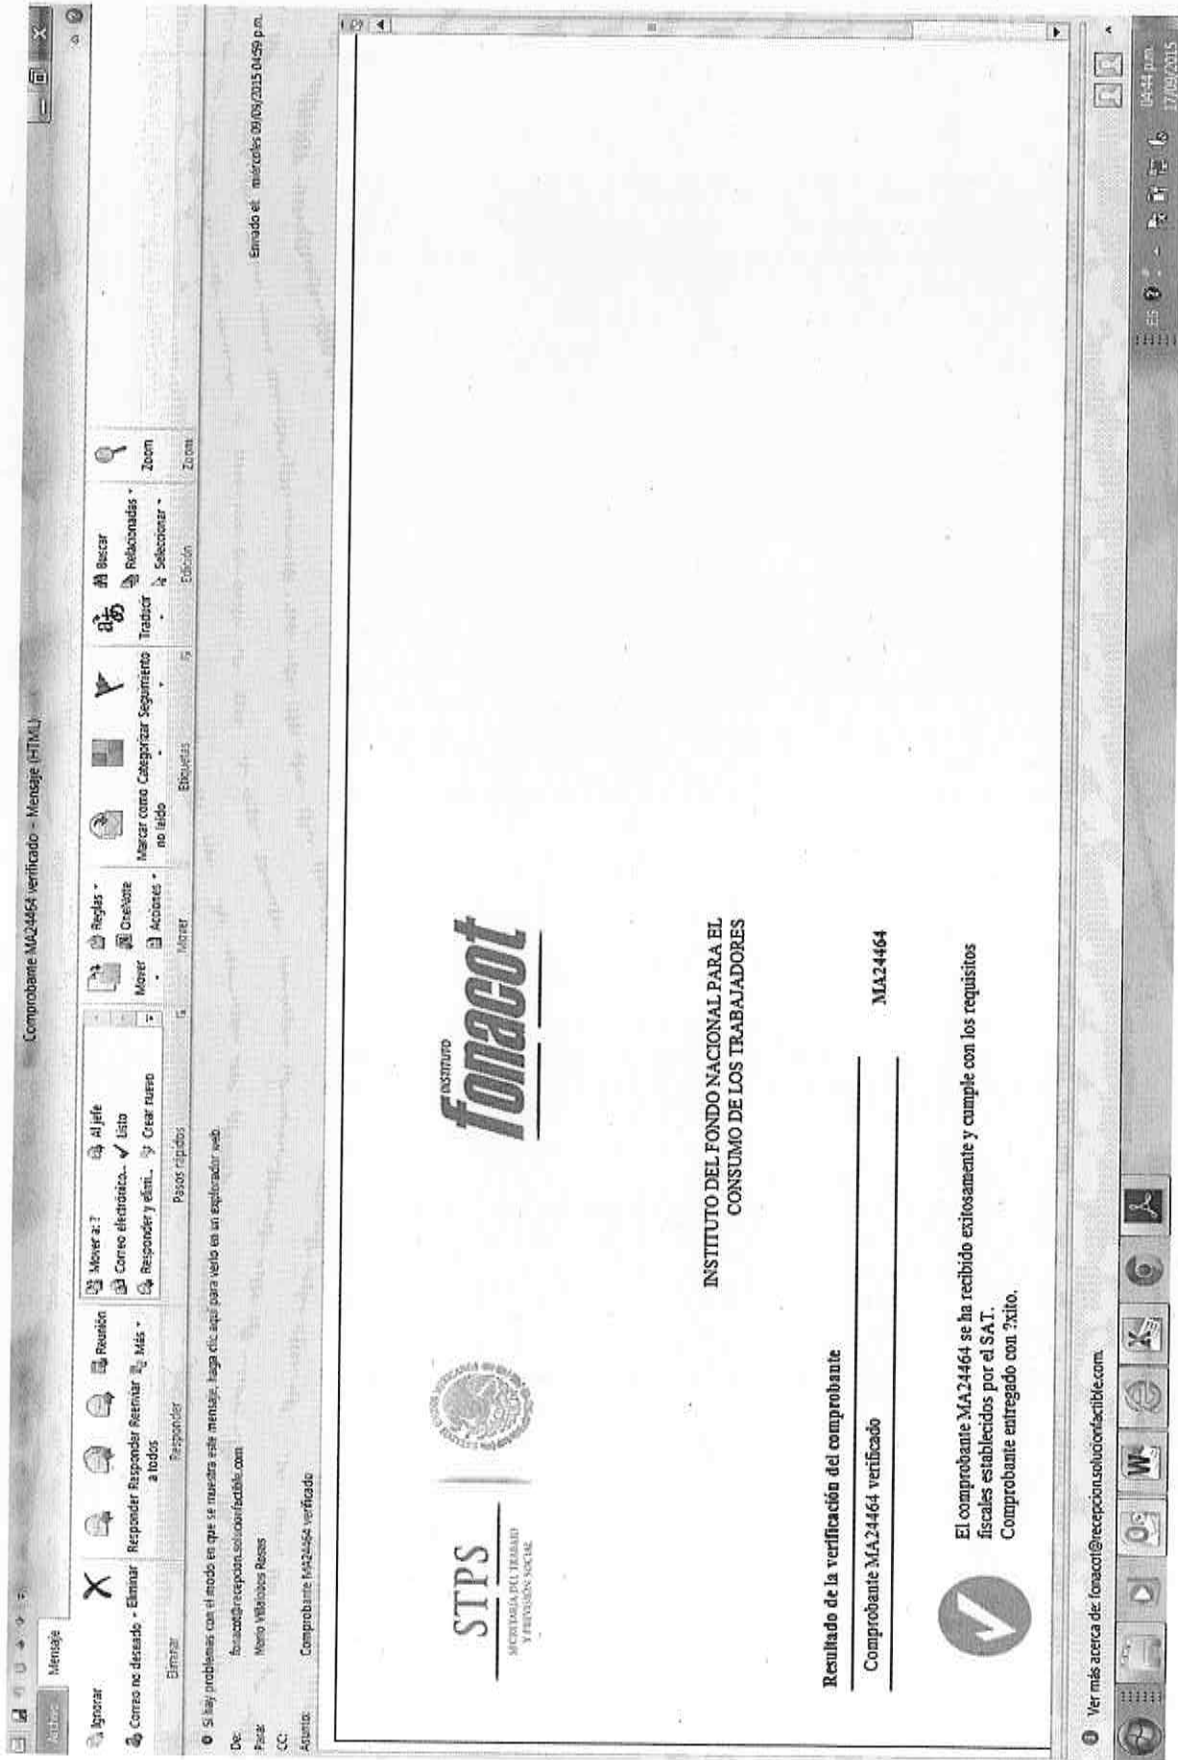 Comprobante MA24464 verificado - Mensaje (HTML)
Archivo
Mensaje
Ignorar
Correo no deseado
Eliminar
Eliminar
Responder
Responder a todos
Reenviar
Reunión
Más
Responder
Mover a: ?
Al jefe
Correo electrónico...
Listo
Responder y elimi...
Crear nuevo
Pasos rápidos
Mover
Reglas
OneNote
Acciones
Mover
Marcar como no leído
Categorizar
Seguimiento
Etiquetas
Traducir
Buscar
Relacionadas
Seleccionar
Edición
Zoom
Zoom
Si hay problemas con el modo en que se muestra este mensaje, haga clic aquí para verlo en un explorador web.
De: fonacot@recepcion.solucionfactible.com
Enviado el: miércoles 09/09/2015 04:59 p.m.
Para: Mario Villalobos Rosas
CC:
Asunto: Comprobante MA24464 verificado
STPS
SECRETARÍA DEL TRABAJO
Y PREVISIÓN SOCIAL
INSTITUTO
fonacot
INSTITUTO DEL FONDO NACIONAL PARA EL
CONSUMO DE LOS TRABAJADORES
Resultado de la verificación del comprobante
Comprobante MA24464 verificado
MA24464
El comprobante MA24464 se ha recibido exitosamente y cumple con los requisitos
fiscales establecidos por el SAT.
Comprobante entregado con ?xito.
Ver más acerca de: fonacot@recepcion.solucionfactible.com.
ES
04:44 p.m.
17/09/2015